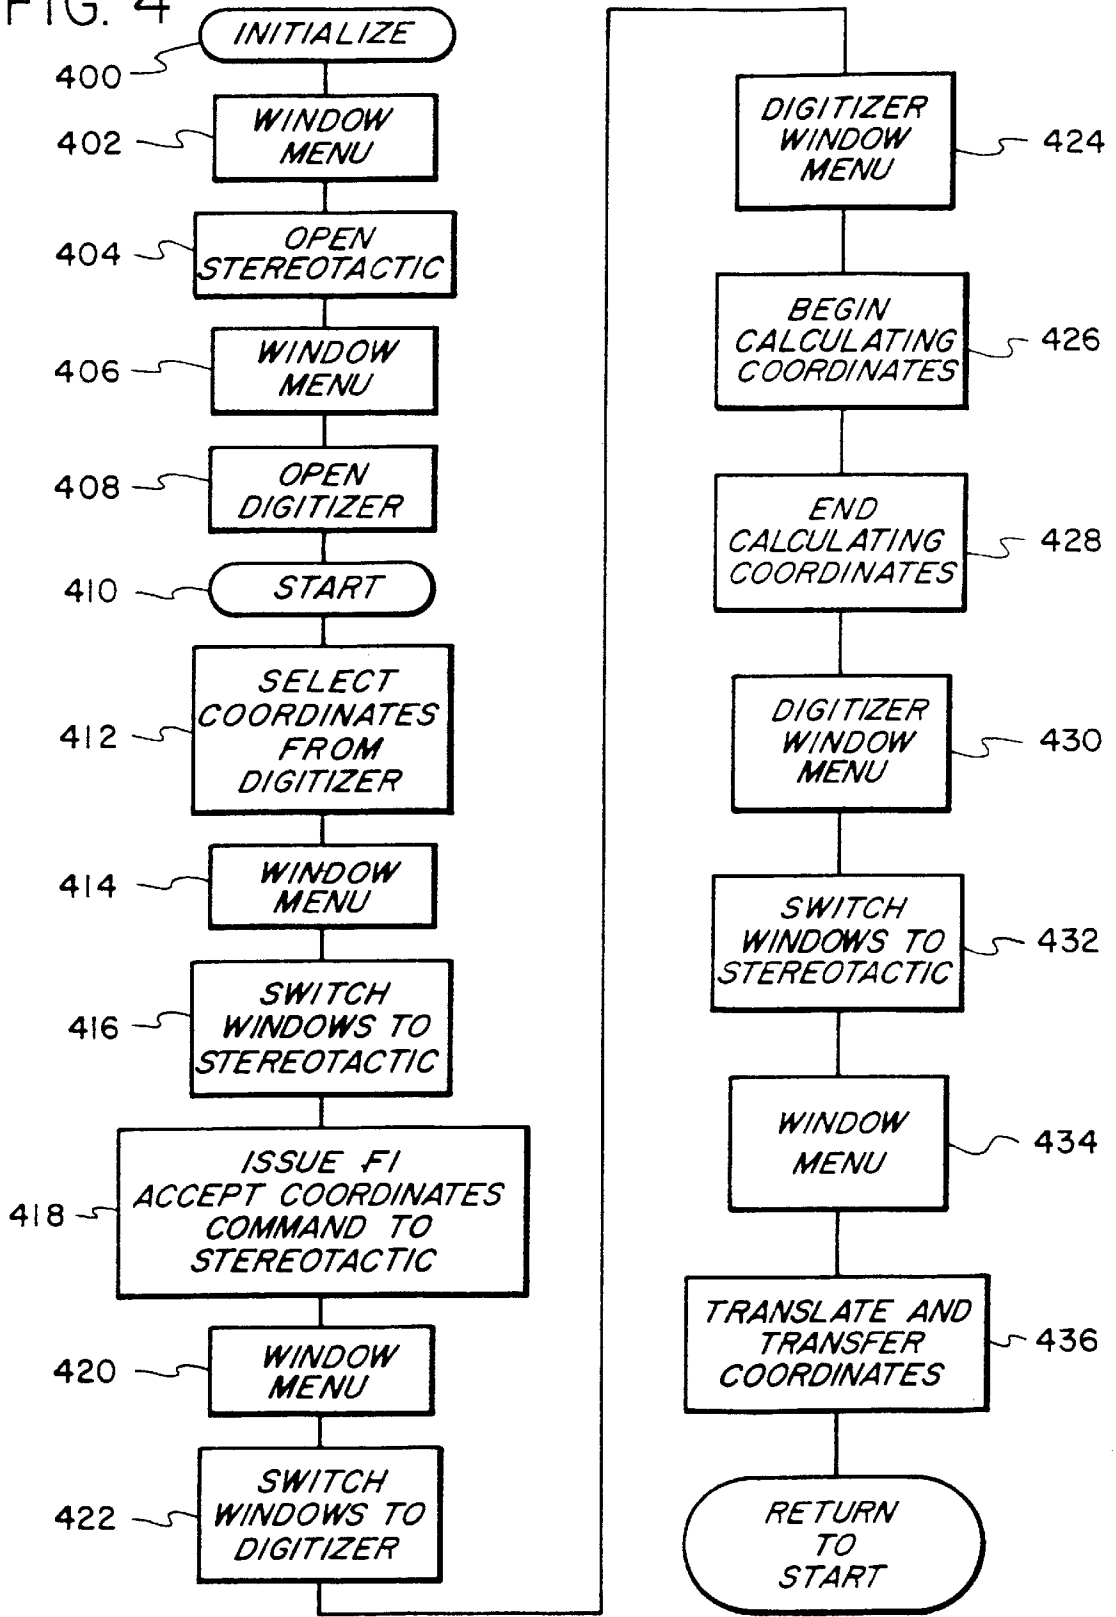 FIG. 4
INITIALIZE
400
WINDOW
MENU
402
OPEN
STEREOTACTIC
404
WINDOW
MENU
406
OPEN
DIGITIZER
408
START
410
SELECT
COORDINATES
FROM
DIGITIZER
412
WINDOW
MENU
414
SWITCH
WINDOWS TO
STEREOTACTIC
416
ISSUE F1
ACCEPT COORDINATES
COMMAND TO
STEREOTACTIC
418
WINDOW
MENU
420
SWITCH
WINDOWS TO
DIGITIZER
422
DIGITIZER
WINDOW
MENU
424
BEGIN
CALCULATING
COORDINATES
426
END
CALCULATING
COORDINATES
428
DIGITIZER
WINDOW
MENU
430
SWITCH
WINDOWS TO
STEREOTACTIC
432
WINDOW
MENU
434
TRANSLATE AND
TRANSFER
COORDINATES
436
RETURN
TO
START